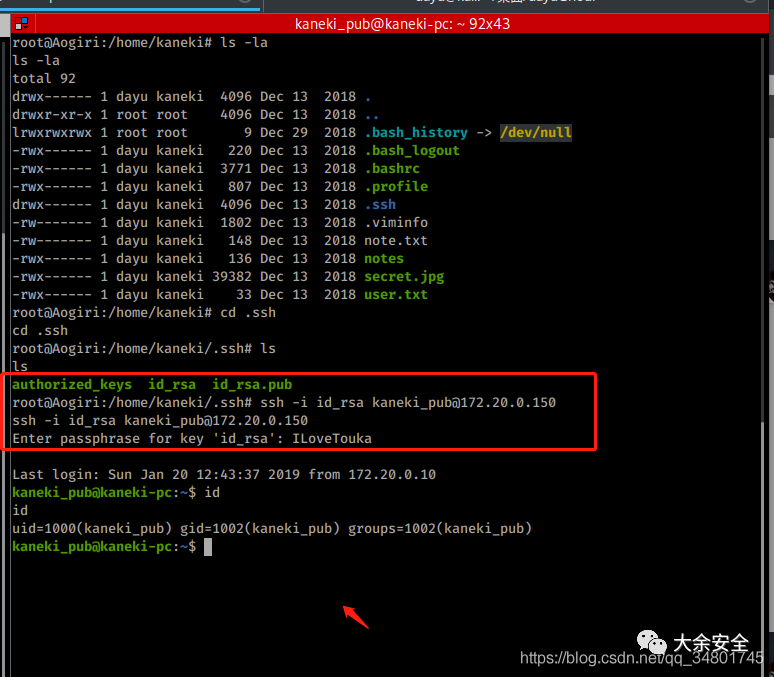 kaneki_pub@kaneki-pc: ~ 92x43
root@Aogiri:/home/kaneki# ls -la
ls -la
total 92
drwx------ 1 dayu kaneki  4096 Dec 13  2018 .
drwxr-xr-x 1 root root    4096 Dec 13  2018 ..
lrwxrwxrwx 1 root root       9 Dec 29  2018 .bash_history -> /dev/null
-rwx------ 1 dayu kaneki   220 Dec 13  2018 .bash_logout
-rwx------ 1 dayu kaneki  3771 Dec 13  2018 .bashrc
-rwx------ 1 dayu kaneki   807 Dec 13  2018 .profile
drwx------ 1 dayu kaneki  4096 Dec 13  2018 .ssh
-rw------- 1 dayu kaneki  1802 Dec 13  2018 .viminfo
-rw------- 1 dayu kaneki   148 Dec 13  2018 note.txt
-rwx------ 1 dayu kaneki   136 Dec 13  2018 notes
-rwx------ 1 dayu kaneki 39382 Dec 13  2018 secret.jpg
-rwx------ 1 dayu kaneki    33 Dec 13  2018 user.txt
root@Aogiri:/home/kaneki# cd .ssh
cd .ssh
root@Aogiri:/home/kaneki/.ssh# ls
ls
authorized_keys  id_rsa  id_rsa.pub
root@Aogiri:/home/kaneki/.ssh# ssh -i id_rsa kaneki_pub@172.20.0.150
ssh -i id_rsa kaneki_pub@172.20.0.150
Enter passphrase for key 'id_rsa': ILoveTouka
Last login: Sun Jan 20 12:43:37 2019 from 172.20.0.10
kaneki_pub@kaneki-pc:~$ id
id
uid=1000(kaneki_pub) gid=1002(kaneki_pub) groups=1002(kaneki_pub)
kaneki_pub@kaneki-pc:~$
大余安全
https://blog.csdn.net/qq_34801745